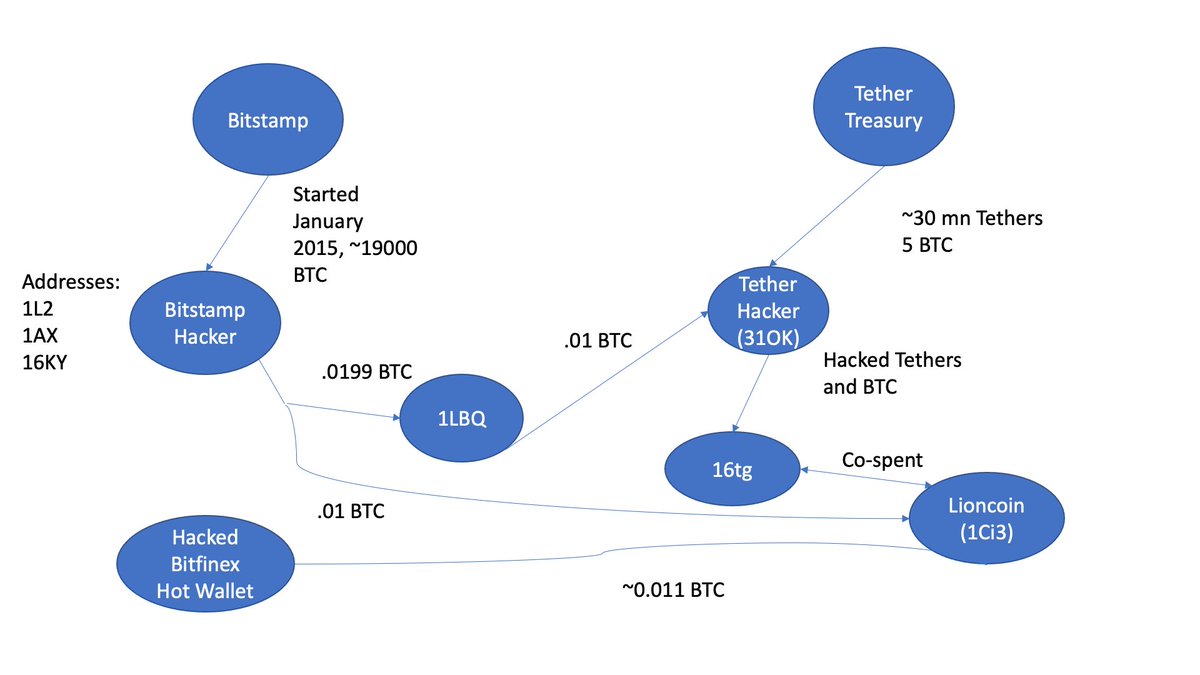 Bitstamp
Tether
Treasury
Started
January
2015, ~19000
BTC
~30 mn Tethers
5 BTC
Addresses:
1L2
1AX
16KY
Bitstamp
Hacker
Tether
Hacker
(31OK)
.01 BTC
Hacked Tethers
and BTC
.0199 BTC
1LBQ
16tg
Co-spent
Lioncoin
(1Ci3)
.01 BTC
Hacked
Bitfinex
Hot Wallet
~0.011 BTC